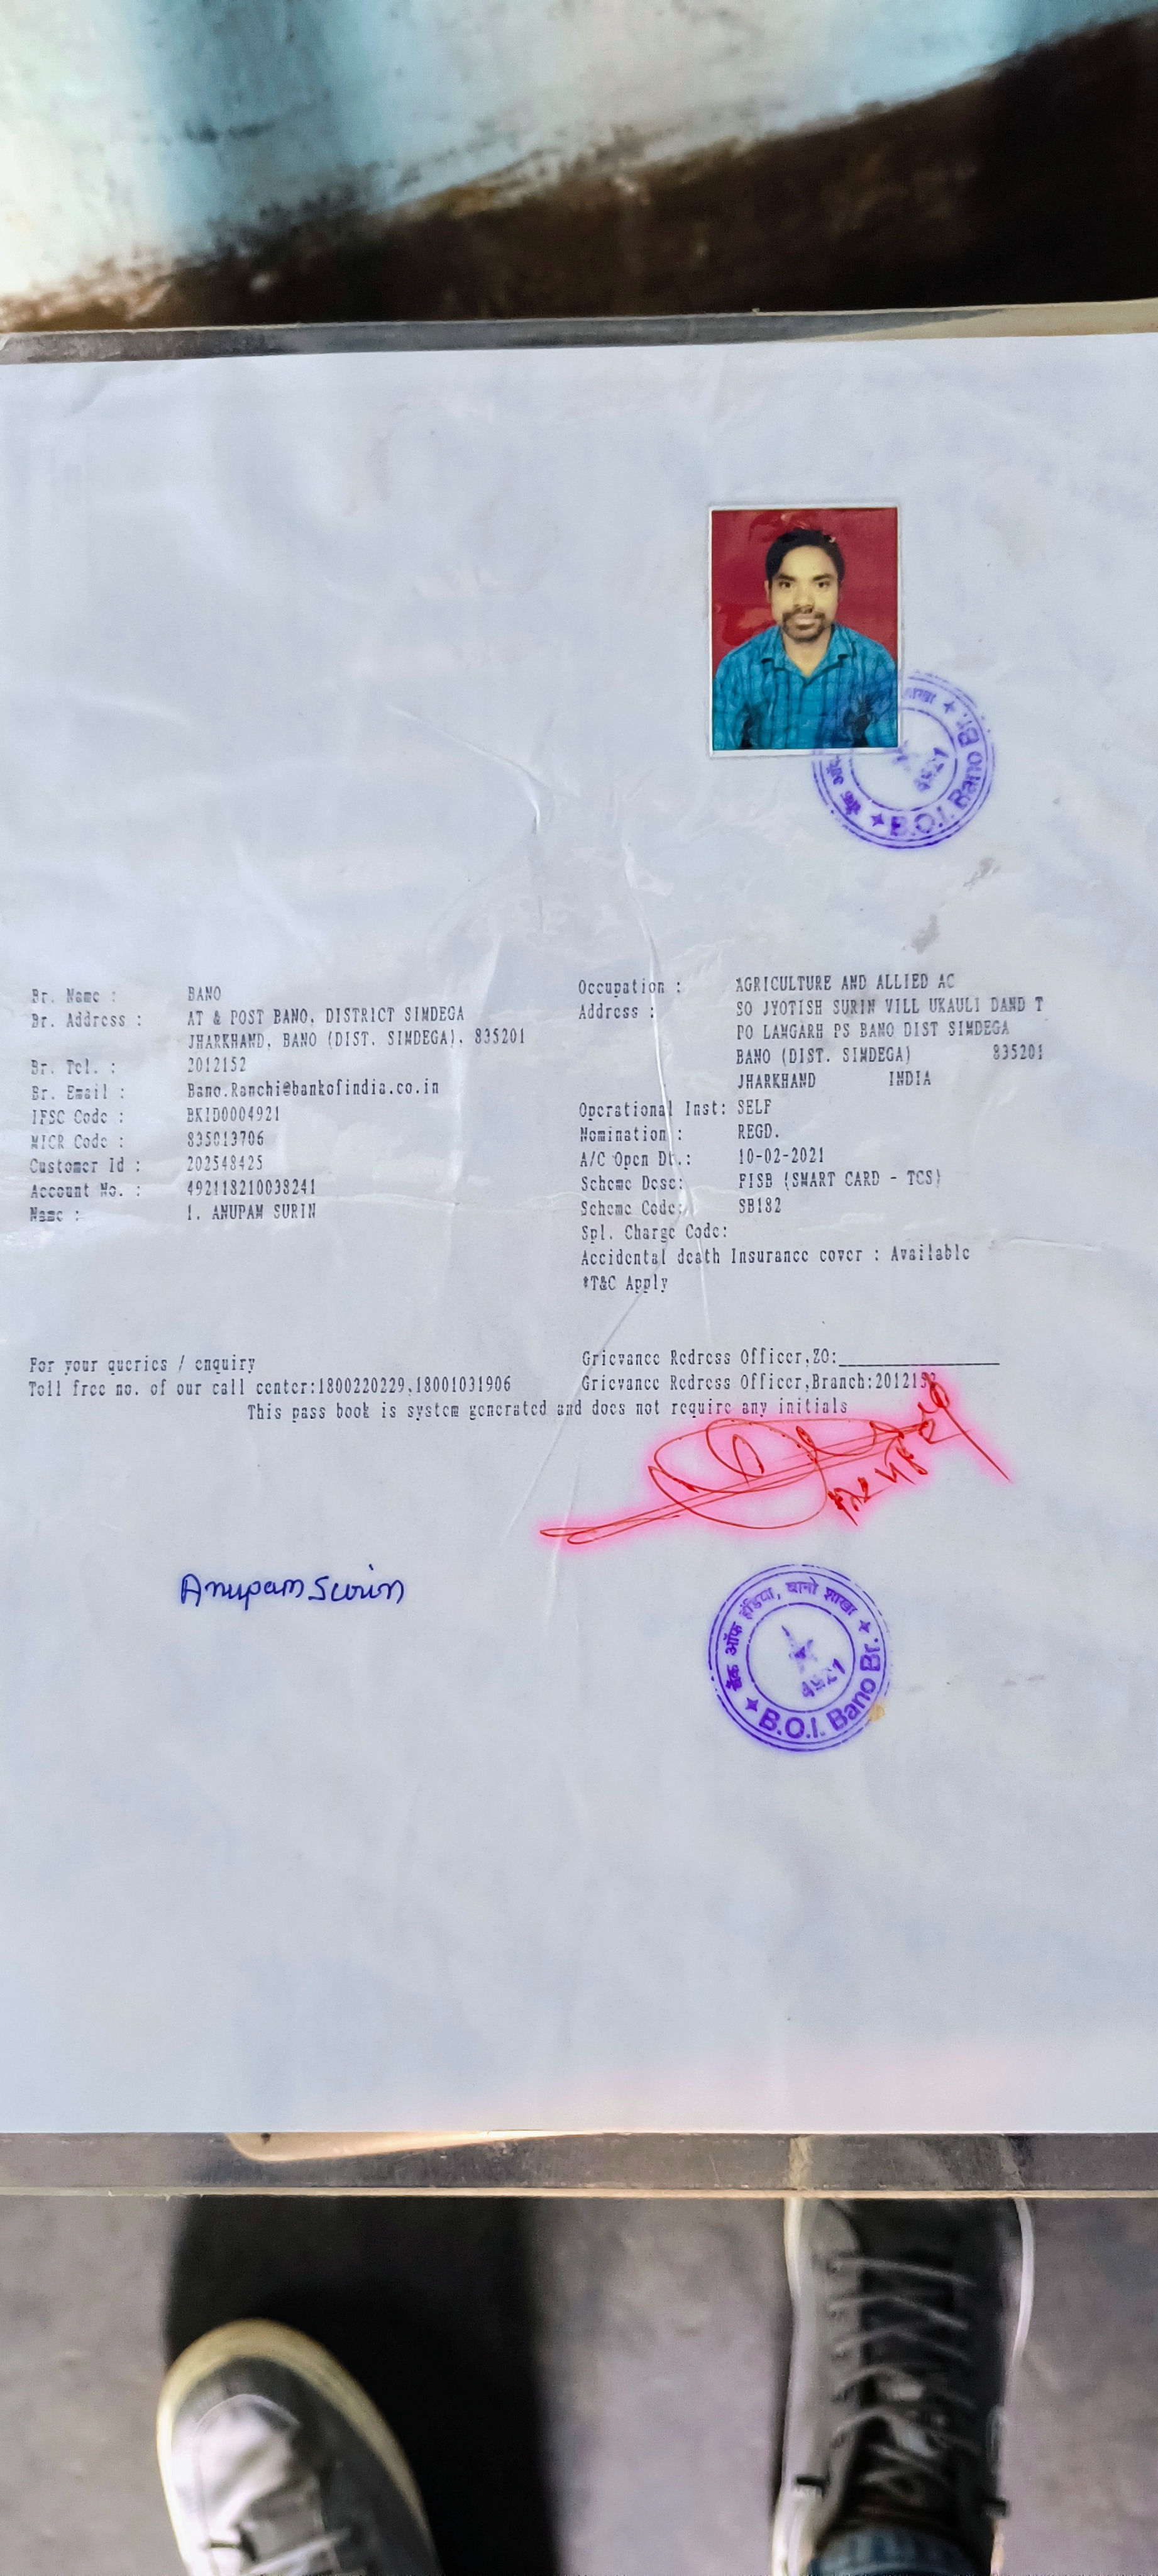 बैंक ऑफ
शाखा
4921
B.O.I. Bano Br.
Br. Name : BANO
Br. Address : AT & POST BANO, DISTRICT SIMDEGA
JHARKHAND, BANO (DIST. SIMDEGA), 835201
Br. Tel. : 2012152
Br. Email : Bano.Ranchi@bankofindia.co.in
IFSC Code : BKID0004921
MICR Code : 835013706
Customer Id : 202548425
Account No. : 492118210038241
Name : 1. ANUPAM SURIN
Occupation : AGRICULTURE AND ALLIED AC
Address : SO JYOTISH SURIN VILL UKAULI DAND T
PO LAMGARH PS BANO DIST SIMDEGA
BANO (DIST. SIMDEGA) 835201
JHARKHAND INDIA
Operational Inst: SELF
Nomination : REGD.
A/C Open Dt.: 10-02-2021
Scheme Desc: FISB (SMART CARD - TCS)
Scheme Code: SB182
Spl. Charge Code:
Accidental death Insurance cover : Available
*T&C Apply
For your queries / enquiry
Toll free no. of our call center:1800220229,18001031906
Grievance Redress Officer,ZO:
Grievance Redress Officer,Branch:2012152
This pass book is system generated and does not require any initials
Anupam Surin
बैंक ऑफ इंडिया, बानो शाखा
4921
B.O.I. Bano Br.